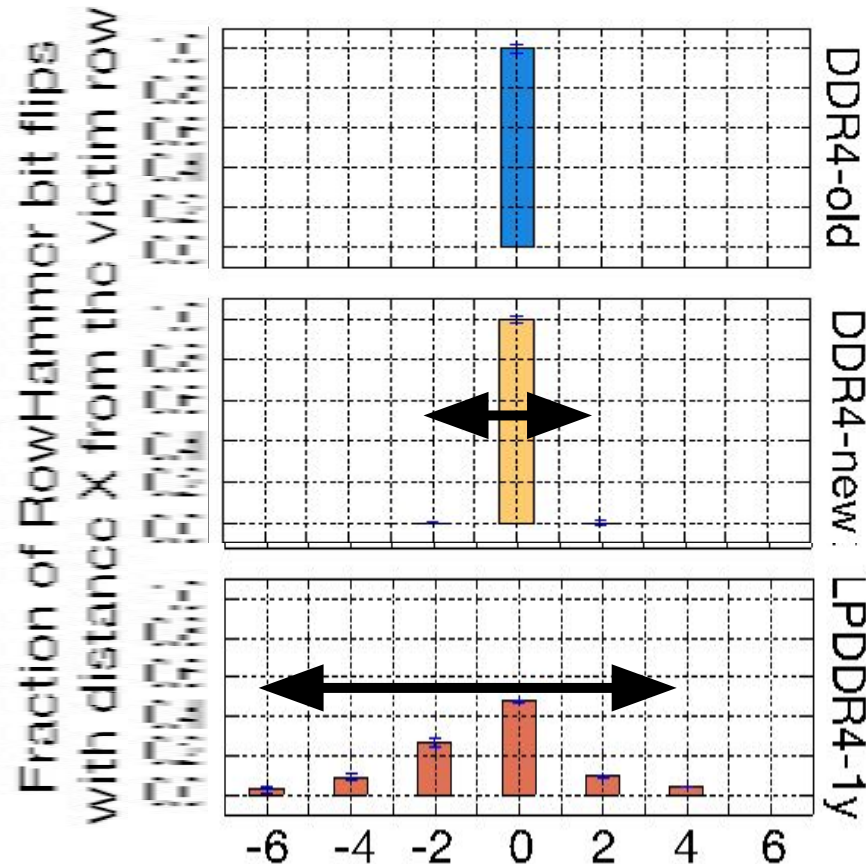 Fraction of RowHammer bit flips
with distance X from the victim row
DDR4-old
DDR4-new
LPDDR4-1y
-6 -4 -2 0 2 4 6